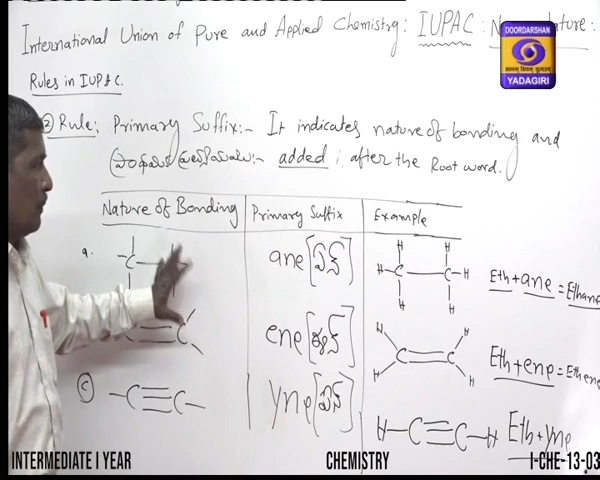 International Union of Pure and Applied Chemistry: IUPAC:
DOORDARSHAN
YADAGIRI
Rules in IUPAC.
② Rule: Primary Suffix:- It indicates nature of bonding and
added after the Root word.
Nature of Bonding Primary Suffix Example
a. C ane H H H C C H H H Eth + ane = Ethane
ene H H C C H H Eth + ene = Ethene
ⓒ -C≡C- yne H-C≡C-H Eth + yne
INTERMEDIATE I YEAR CHEMISTRY I-CHE-13-03